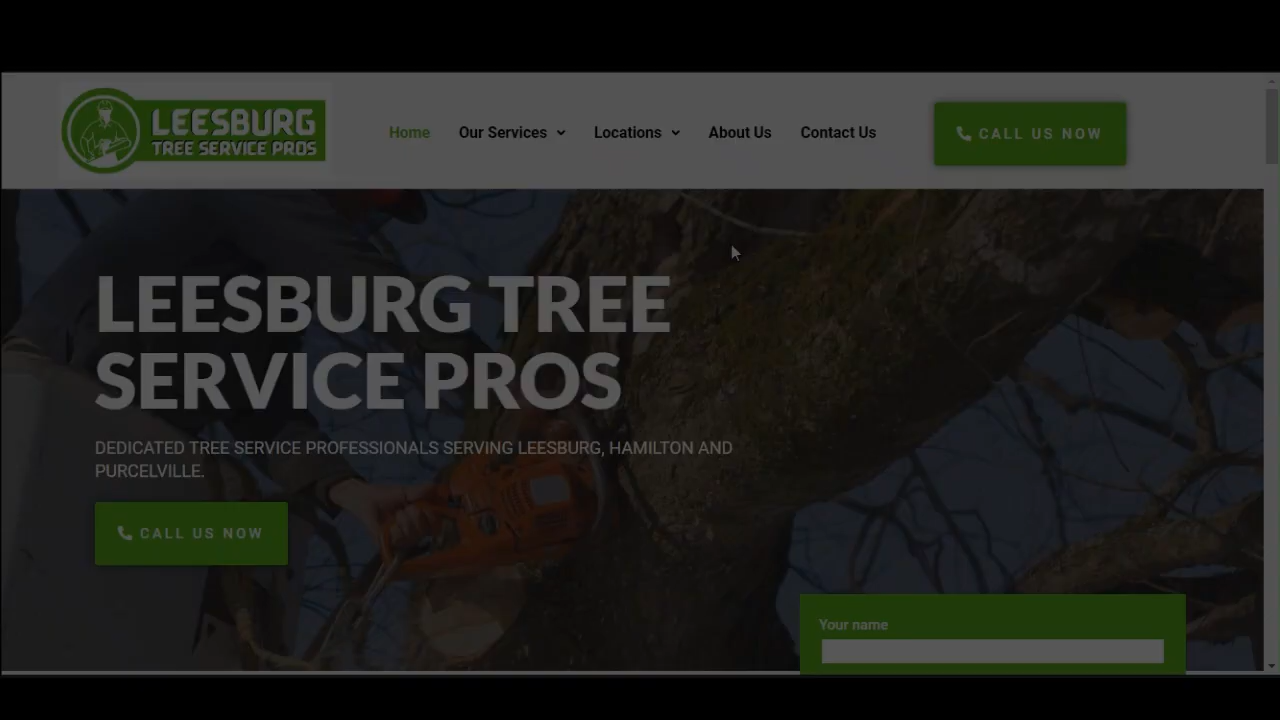 LEESBURG
TREE SERVICE PROS
Home
Our Services
Locations
About Us
Contact Us
CALL US NOW
LEESBURG TREE
SERVICE PROS
DEDICATED TREE SERVICE PROFESSIONALS SERVING LEESBURG, HAMILTON AND
PURCELVILLE.
CALL US NOW
Your name